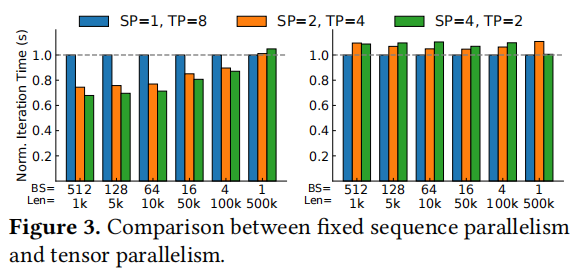 SP=1, TP=8 SP=2, TP=4 SP=4, TP=2
Norm. Iteration Time (s)
1.0
0.8
0.6
0.4
0.2
BS= 512 128 64 16 4 1
Len= 1k 5k 10k 50k 100k 500k
1.0
0.8
0.6
0.4
0.2
BS= 512 128 64 16 4 1
Len= 1k 5k 10k 50k 100k 500k
Figure 3. Comparison between fixed sequence parallelism
and tensor parallelism.